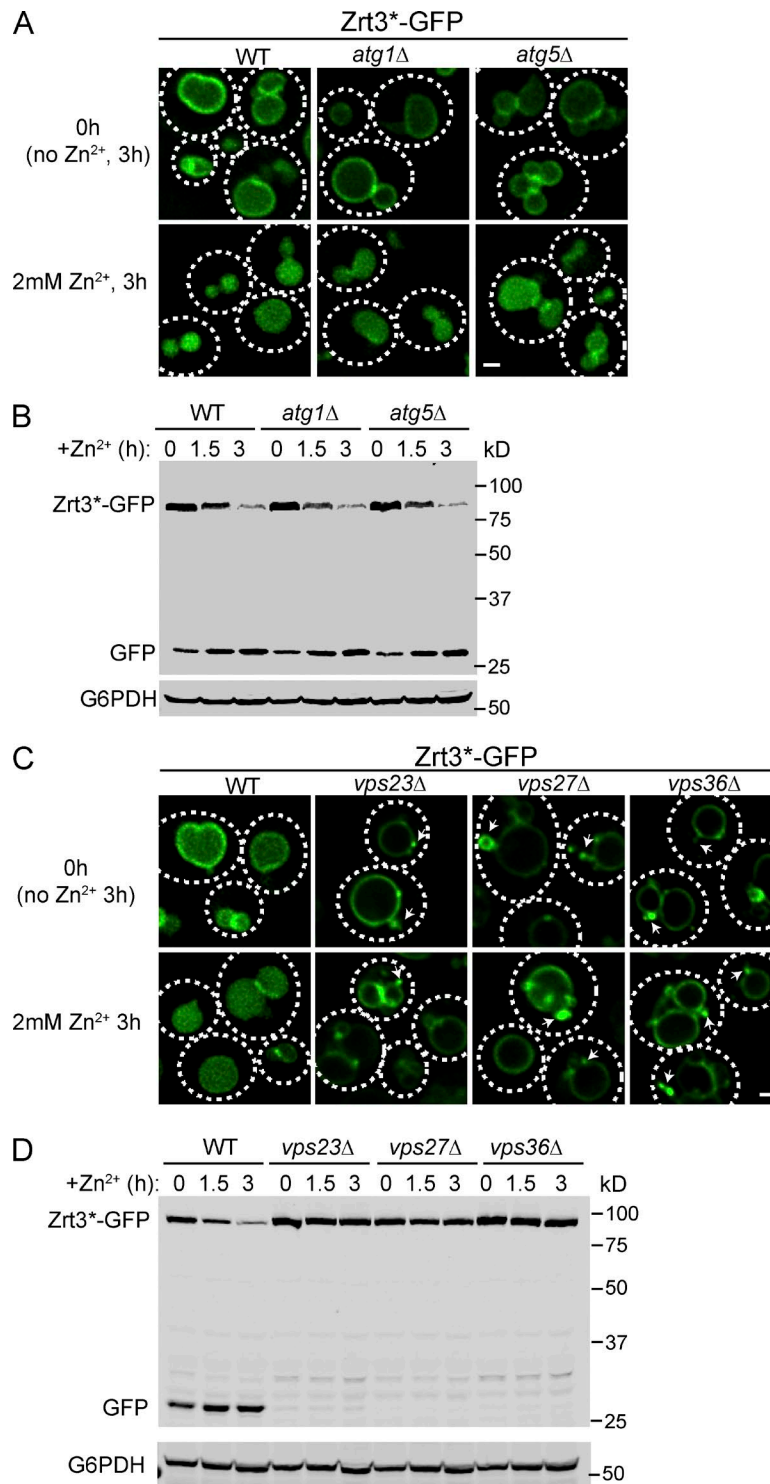 A
Zrt3*-GFP
WT atg1Δ atg5Δ
0h
(no Zn²⁺, 3h)
2mM Zn²⁺, 3h
B
WT atg1Δ atg5Δ
+Zn²⁺ (h): 0 1.5 3 0 1.5 3 0 1.5 3 kD
Zrt3*-GFP
100
75
50
37
GFP
25
G6PDH
50
C
Zrt3*-GFP
WT vps23Δ vps27Δ vps36Δ
0h
(no Zn²⁺ 3h)
2mM Zn²⁺ 3h
D
WT vps23Δ vps27Δ vps36Δ
+Zn²⁺ (h): 0 1.5 3 0 1.5 3 0 1.5 3 0 1.5 3 kD
Zrt3*-GFP
100
75
50
37
GFP
25
G6PDH
50